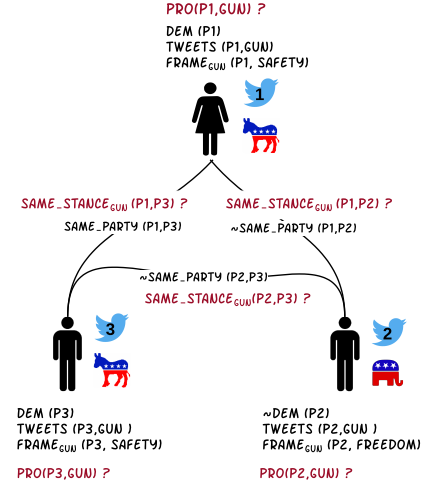 PRO(P1,GUN) ?
DEM (P1)
TWEETS (P1,GUN)
FRAMEGUN (P1, SAFETY)
1
SAME_STANCEGUN (P1,P3) ?
SAME_STANCEGUN (P1,P2) ?
SAME_PARTY (P1,P3)
~SAME_PARTY (P1,P2)
~SAME_PARTY (P2,P3)
SAME_STANCEGUN(P2,P3) ?
3
2
DEM (P3)
TWEETS (P3,GUN )
FRAMEGUN (P3, SAFETY)
PRO(P3,GUN) ?
~DEM (P2)
TWEETS (P2,GUN )
FRAMEGUN (P2, FREEDOM)
PRO(P2,GUN) ?